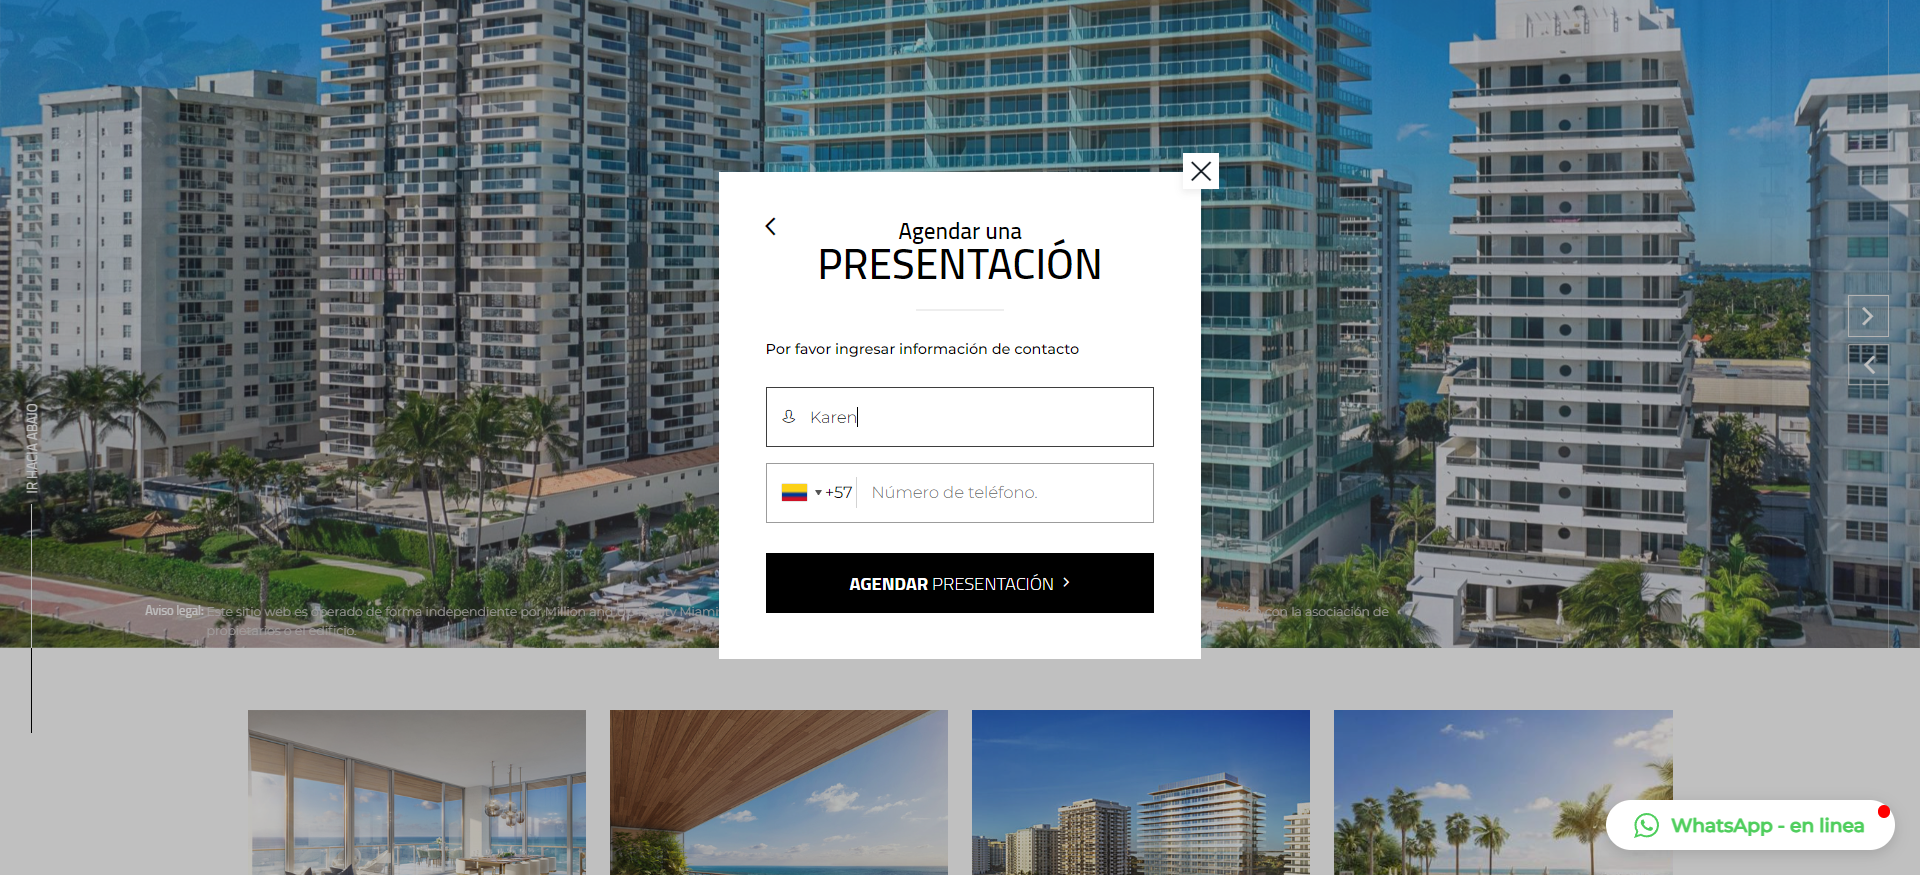 Agendar una
PRESENTACIÓN
Por favor ingresar información de contacto
Karen
+57 Número de teléfono.
AGENDAR PRESENTACIÓN
IR HACIA ABAJO
Aviso legal: Este sitio web es operado de forma independiente por Million and Up Realty Miami
con la asociación de
propietarios o el edificio.
WhatsApp - en linea